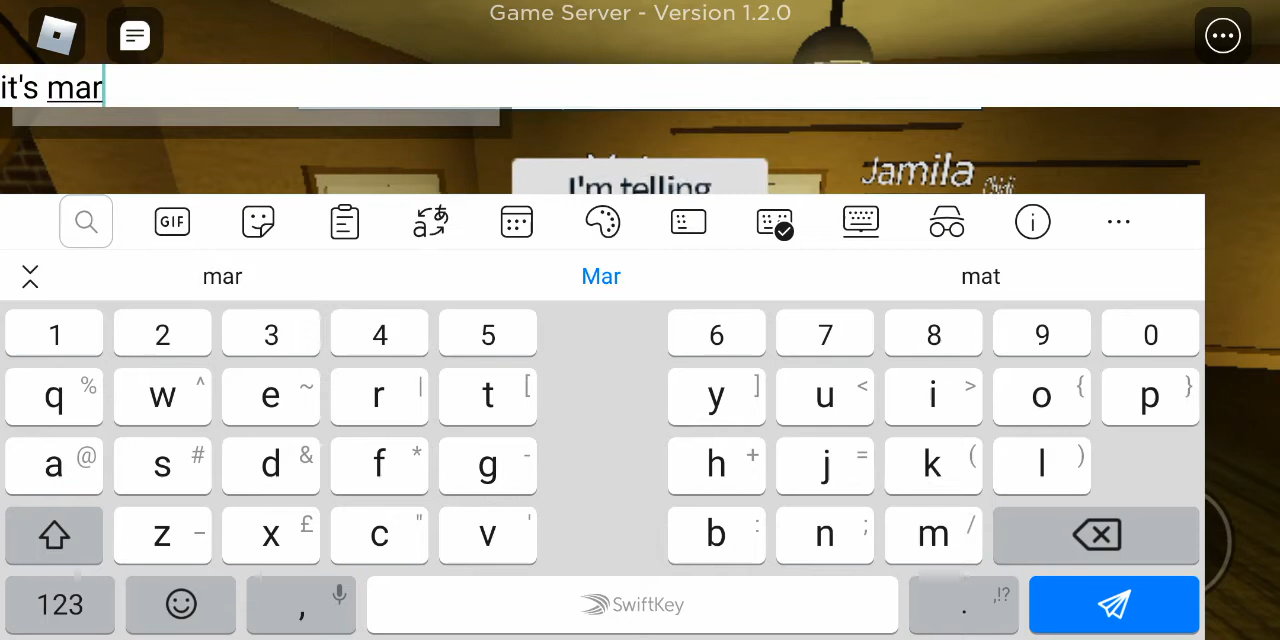 Game Server - Version 1.2.0
it's mar
Jamila
I'm telling
GIF
mar Mar mat
1 2 3 4 5 6 7 8 9 0
q % w ^ e ~ r | t [ y ] u < i > o { p }
a @ s # d & f * g - h + j = k ( l )
z – x £ c " v ' b : n ; m /
123 , SwiftKey . ,!?